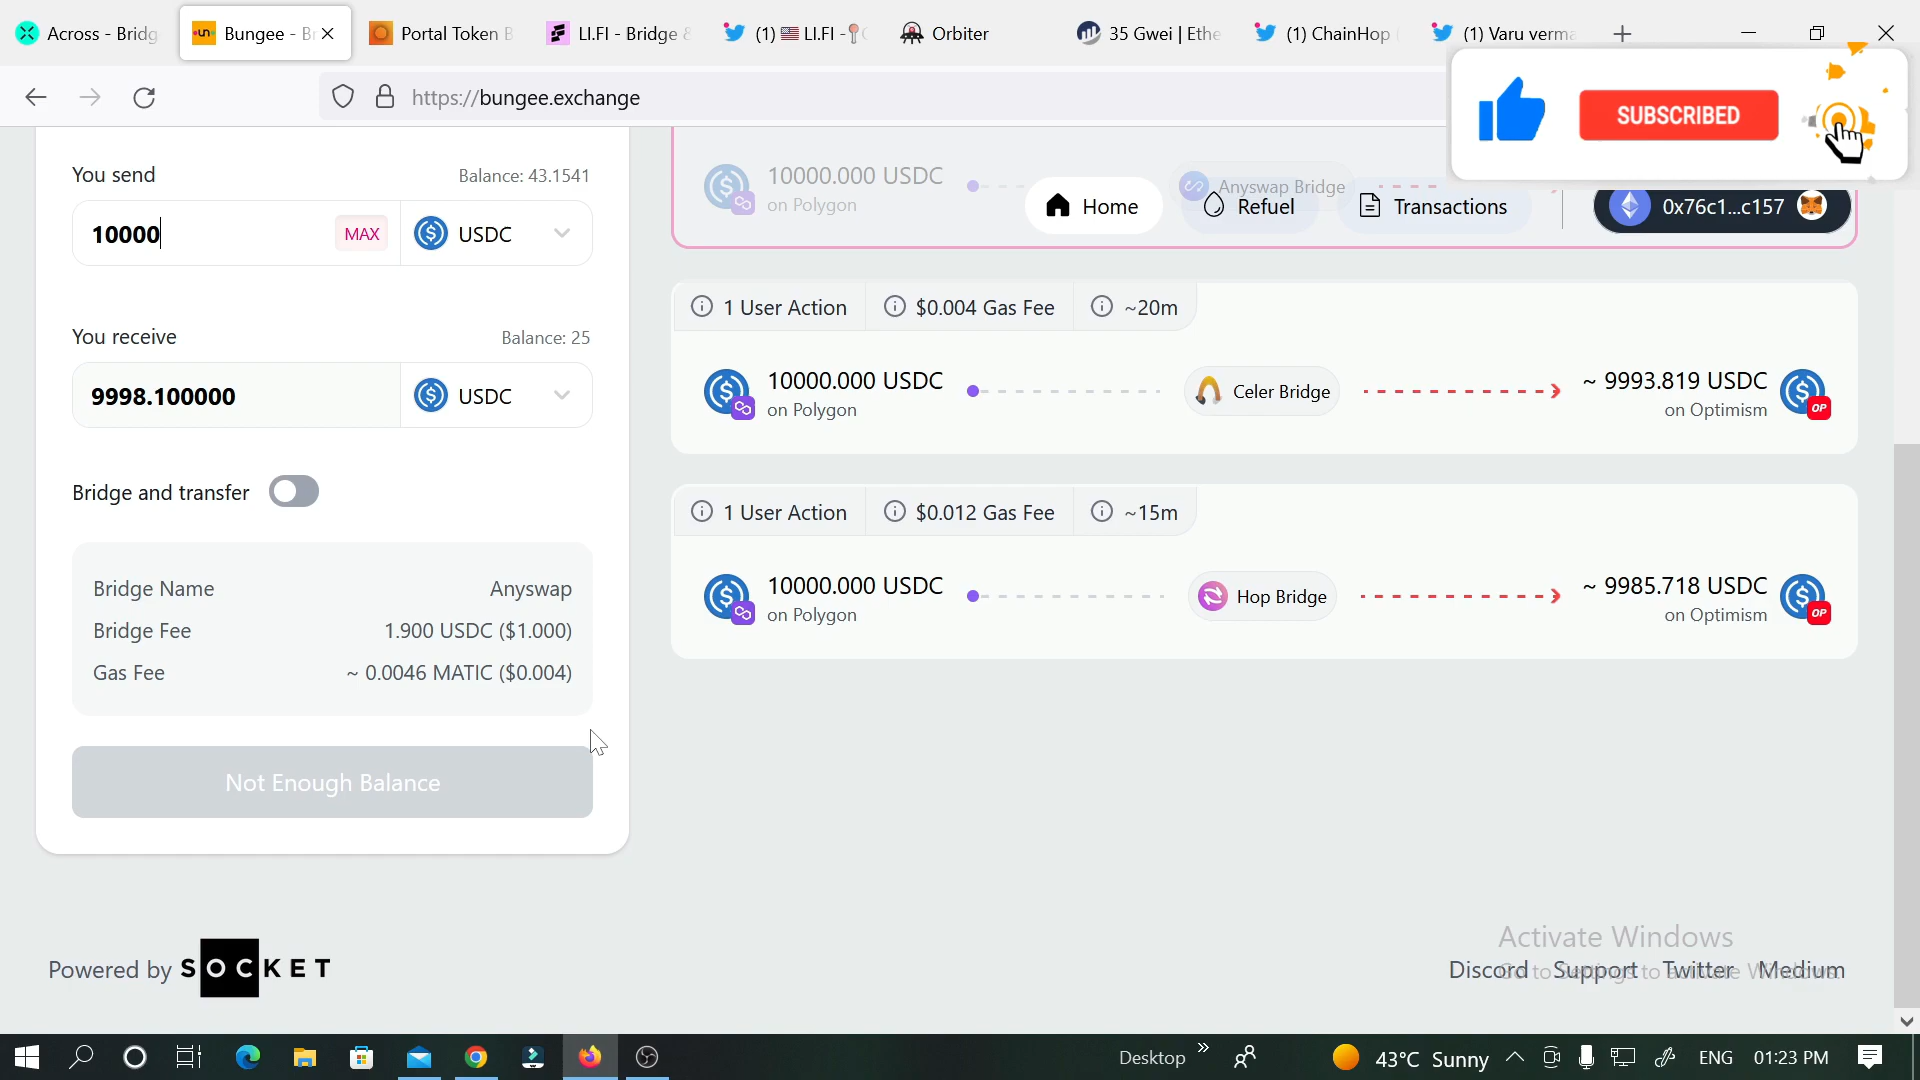 Across - Bridg
Bungee - Br
Portal Token B
LI.FI - Bridge &
(1) LI.FI -
Orbiter
35 Gwei | Ethe
(1) ChainHop
(1) Varu verma
https://bungee.exchange
SUBSCRIBED
You send
Balance: 43.1541
10000
MAX
USDC
You receive
Balance: 25
9998.100000
USDC
Bridge and transfer
Bridge Name
Anyswap
Bridge Fee
1.900 USDC ($1.000)
Gas Fee
~ 0.0046 MATIC ($0.004)
Not Enough Balance
10000.000 USDC
on Polygon
Anyswap Bridge
Home
Refuel
Transactions
0x76c1...c157
1 User Action
$0.004 Gas Fee
~20m
10000.000 USDC
on Polygon
Celer Bridge
~ 9993.819 USDC
on Optimism
OP
1 User Action
$0.012 Gas Fee
~15m
10000.000 USDC
on Polygon
Hop Bridge
~ 9985.718 USDC
on Optimism
OP
Powered by SOCKET
Activate Windows
Go to Settings to activate Windows.
Discord
Support
Twitter
Medium
Desktop
43°C Sunny
ENG
01:23 PM